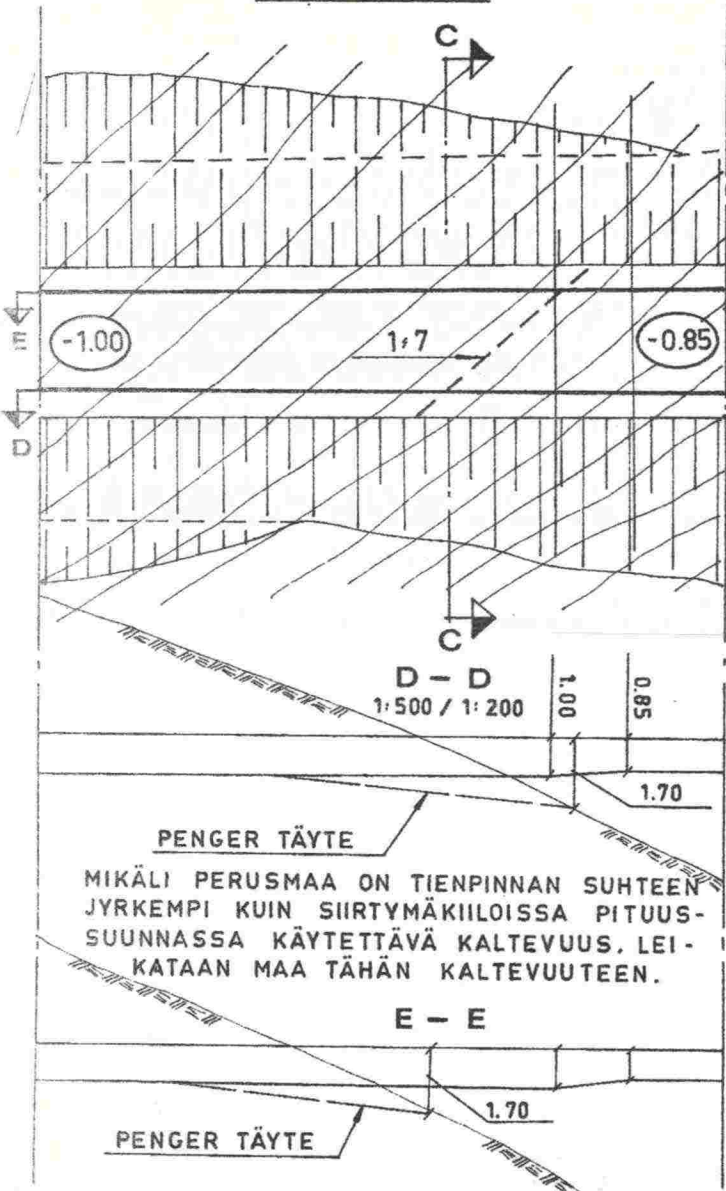 C
E
-1.00
1:7
-0.85
D
C
D - D
1:500 / 1:200
1.00
0.85
1.70
PENGER TÄYTE
MIKÄLI PERUSMAA ON TIENPINNAN SUHTEEN
JYRKEMPI KUIN SIIRTYMÄKIILOISSA PITUUS-
SUUNNASSA KÄYTETTÄVÄ KALTEVUUS. LEI-
KATAAN MAA TÄHÄN KALTEVUUTEEN.
E - E
1.70
PENGER TÄYTE